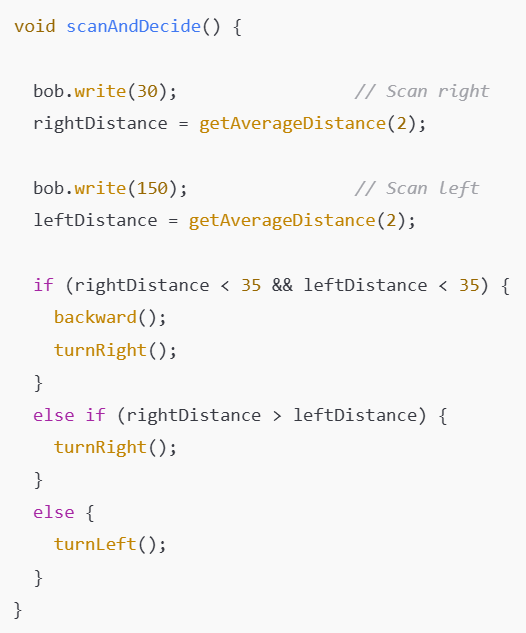 void scanAndDecide() {
  bob.write(30);                 // Scan right
  rightDistance = getAverageDistance(2);
  bob.write(150);                // Scan left
  leftDistance = getAverageDistance(2);
  if (rightDistance < 35 && leftDistance < 35) {
    backward();
    turnRight();
  }
  else if (rightDistance > leftDistance) {
    turnRight();
  }
  else {
    turnLeft();
  }
}